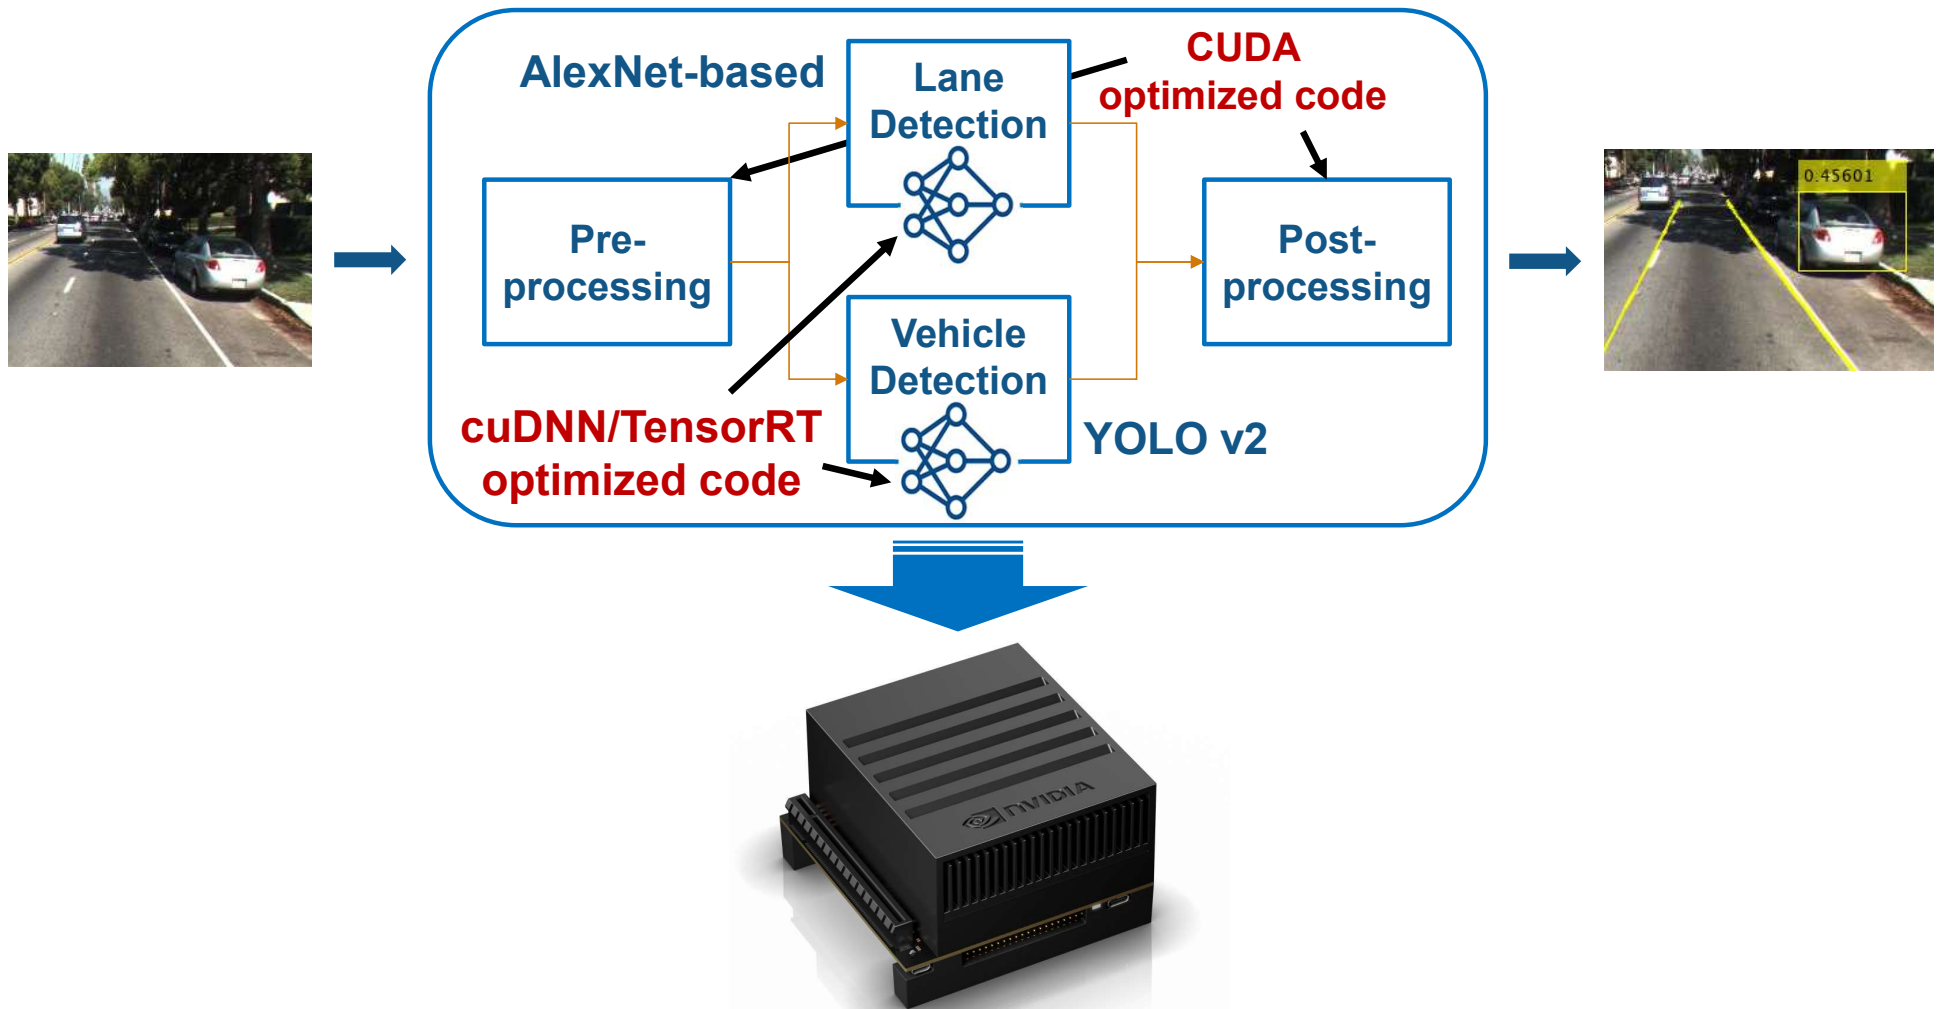 AlexNet-based
Lane
Detection
CUDA
optimized code
Pre-
processing
Post-
processing
0.45601
Vehicle
Detection
cuDNN/TensorRT
optimized code
YOLO v2
NVIDIA